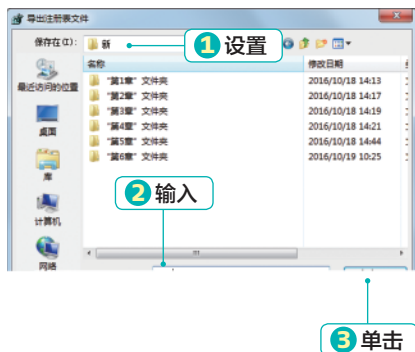 导出注册表文件
保存在(I): 新
1 设置
名称 修改日期
最近访问的位置
"第1章" 文件夹 2016/10/18 14:13
"第2章" 文件夹 2016/10/18 14:17
"第3章" 文件夹 2016/10/18 14:19
"第4章" 文件夹 2016/10/18 14:21
"第5章" 文件夹 2016/10/18 14:44
"第6章" 文件夹 2016/10/19 10:25
桌面
库
2 输入
计算机
网络
3 单击